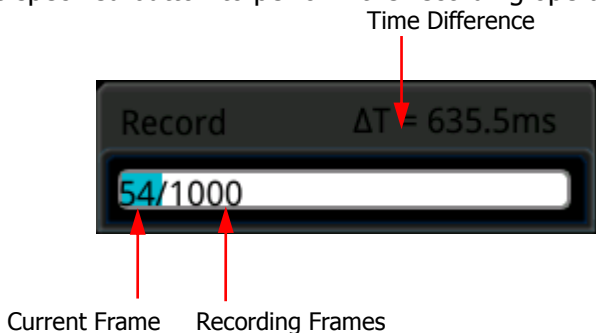 Time Difference
Record ΔT = 635.5ms
54/1000
Current Frame Recording Frames